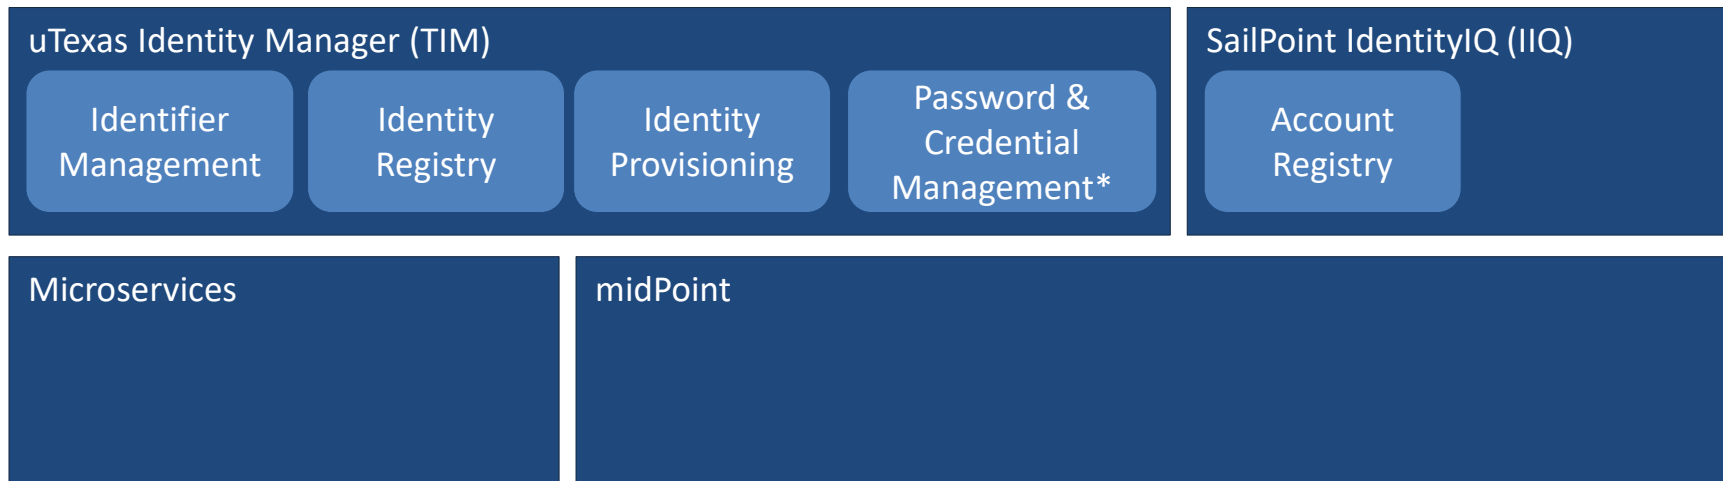 uTexas Identity Manager (TIM)
Identifier
Management
Identity
Registry
Identity
Provisioning
Password &
Credential
Management*
SailPoint IdentityIQ (IIQ)
Account
Registry
Microservices
midPoint